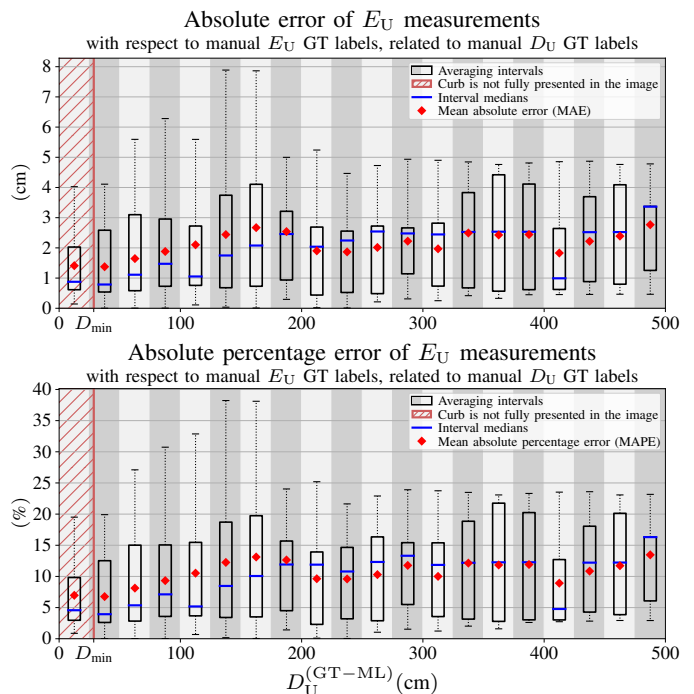 Absolute error of E_U measurements
with respect to manual E_U GT labels, related to manual D_U GT labels
Averaging intervals
Curb is not fully presented in the image
Interval medians
Mean absolute error (MAE)
(cm)
8
7
6
5
4
3
2
1
0
0 D_min 100 200 300 400 500
Absolute percentage error of E_U measurements
with respect to manual E_U GT labels, related to manual D_U GT labels
Averaging intervals
Curb is not fully presented in the image
Interval medians
Mean absolute percentage error (MAPE)
(%)
40
35
30
25
20
15
10
5
0
0 D_min 100 200 300 400 500
D_U^(GT−ML) (cm)